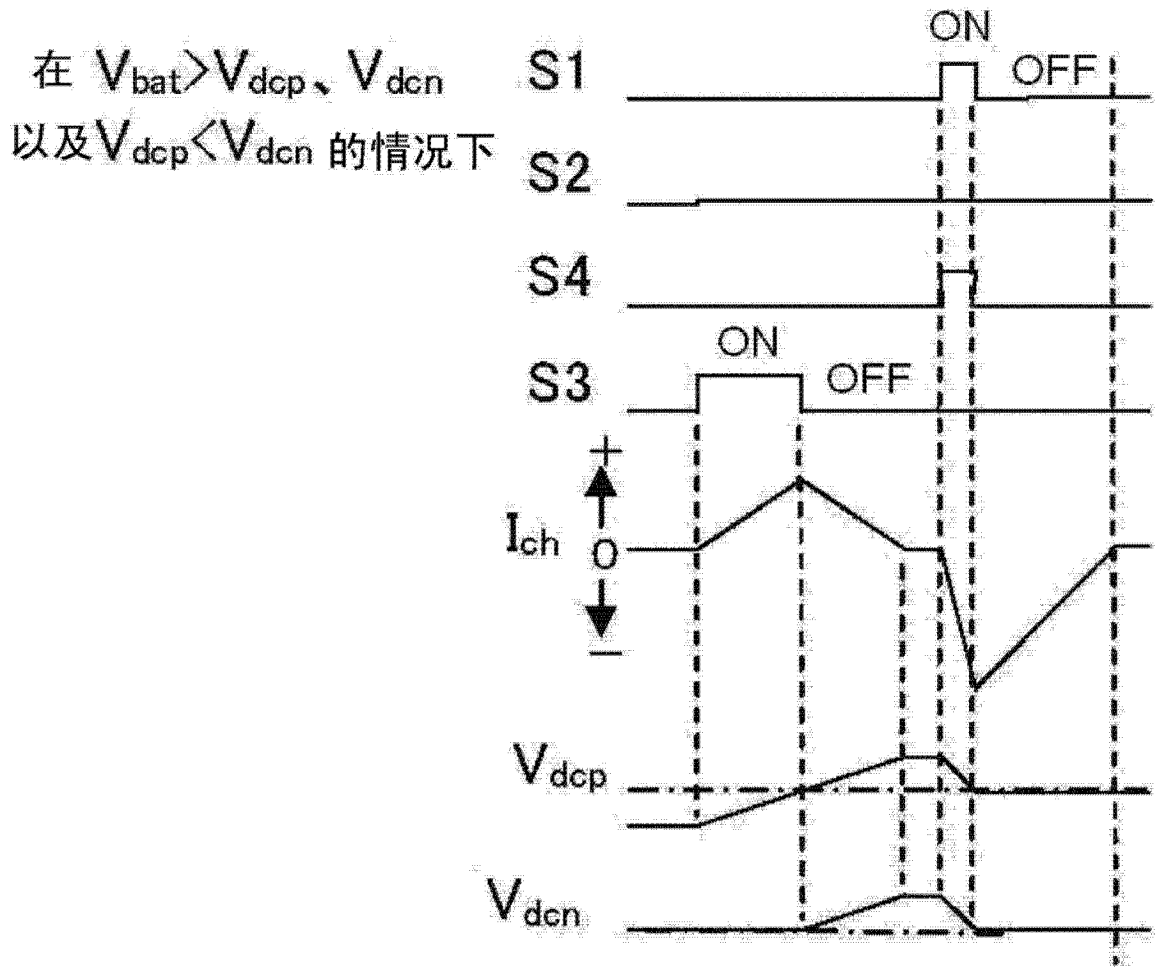 在 Vbat>Vdcp、Vdcn
以及Vdcp<Vdcn 的情况下
S1
ON
OFF
S2
S4
S3
ON
OFF
Ich
+
0
−
Vdcp
Vdcn